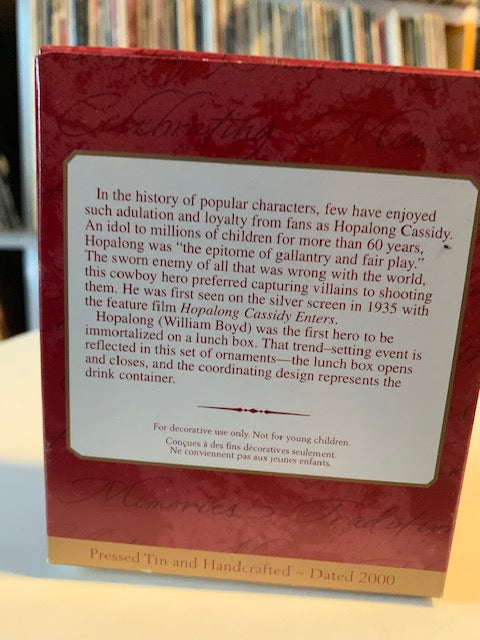 Celebrating Memories
In the history of popular characters, few have enjoyed
such adulation and loyalty from fans as Hopalong Cassidy.
An idol to millions of children for more than 60 years,
Hopalong was "the epitome of gallantry and fair play."
The sworn enemy of all that was wrong with the world,
this cowboy hero preferred capturing villains to shooting
them. He was first seen on the silver screen in 1935 with
the feature film Hopalong Cassidy Enters.
Hopalong (William Boyd) was the first hero to be
immortalized on a lunch box. That trend–setting event is
reflected in this set of ornaments—the lunch box opens
and closes, and the coordinating design represents the
drink container.
For decorative use only. Not for young children.
Conçues à des fins décoratives seulement.
Ne conviennent pas aux jeunes enfants.
Memories Tradition
Pressed Tin and Handcrafted ~ Dated 2000